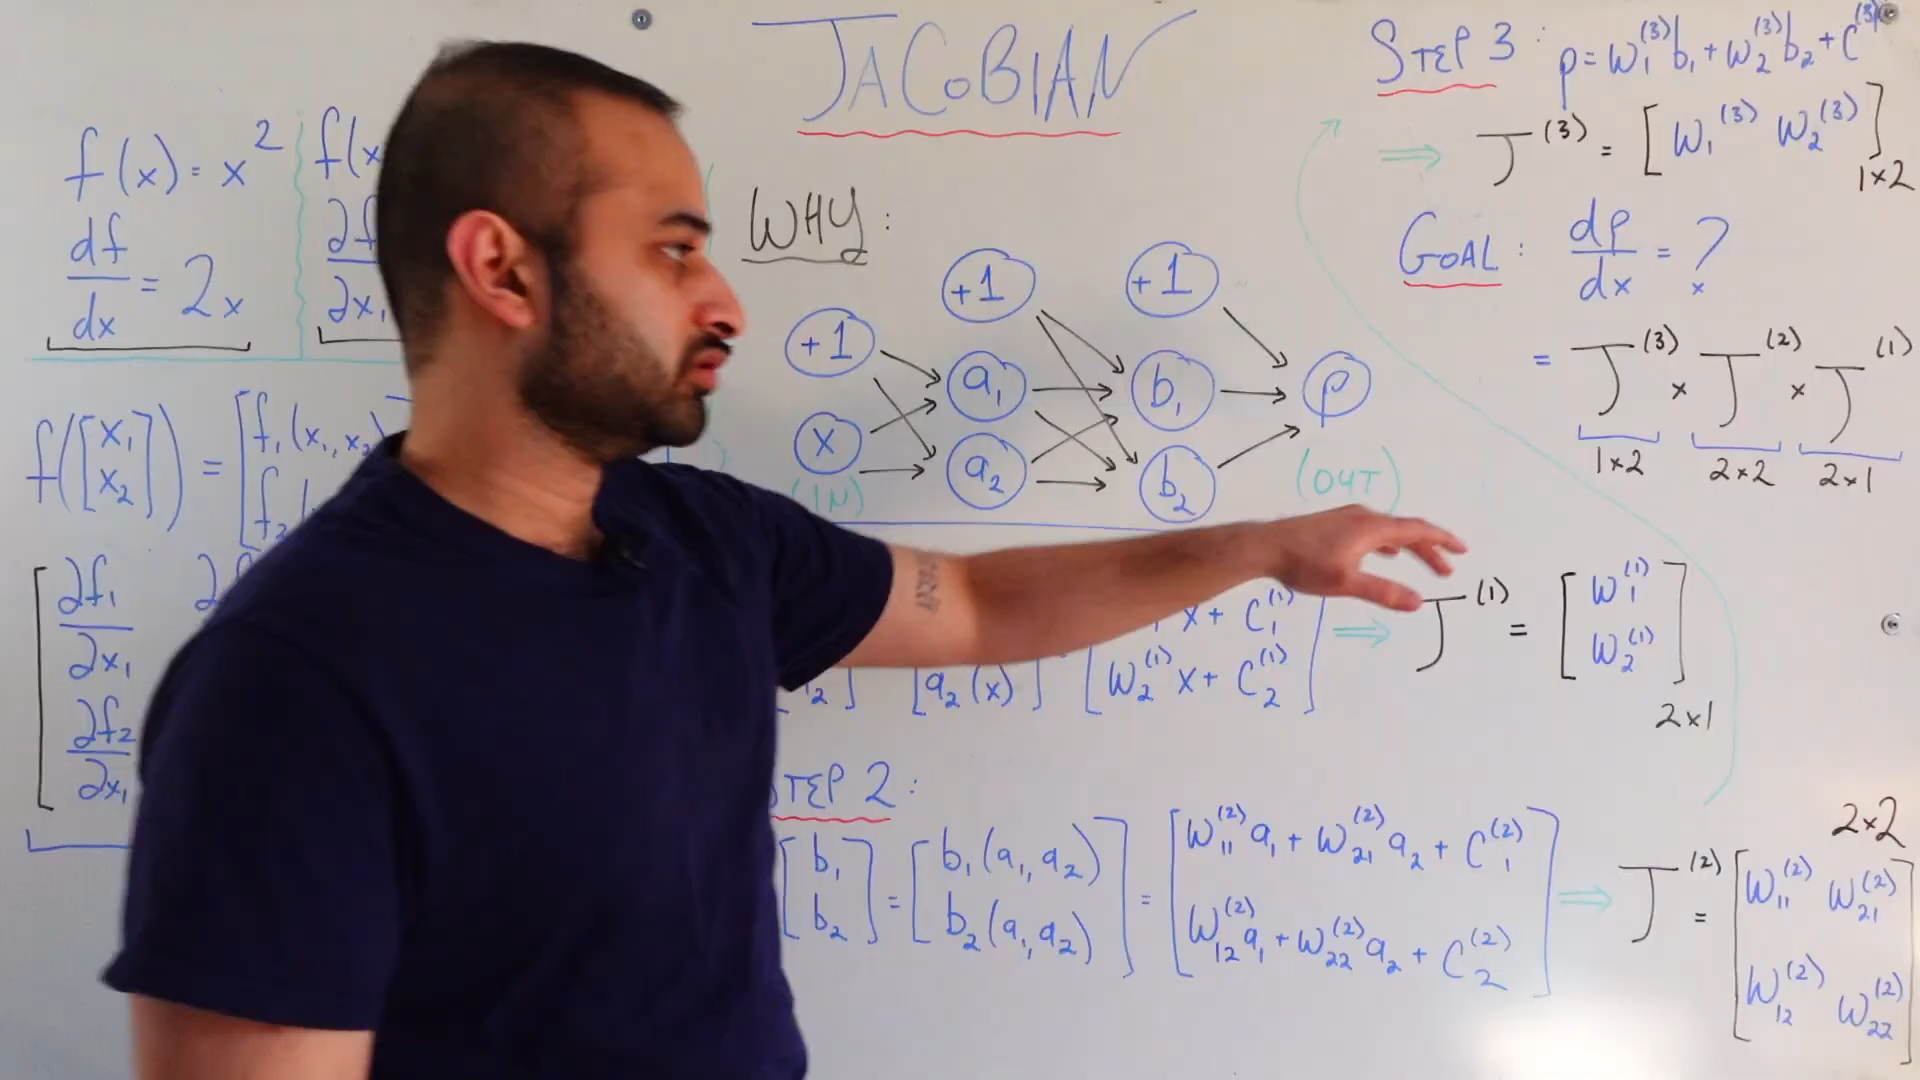 JACOBIAN
f(x) = x²
df/dx = 2x
f(x
∂f
∂x₁
f([x₁ x₂]) = [f₁(x₁, x₂)
f₂
∂f₁/∂x₁
∂f₂/∂x₁
WHY:
+1 +1 +1
x a₁ b₁ p
a₂ b₂
(IN) (OUT)
x + C₁⁽¹⁾ ⇒ J⁽¹⁾ = [w₁⁽¹⁾
a₂(x)] [w₂⁽¹⁾x + C₂⁽¹⁾] w₂⁽¹⁾]
2×1
STEP 2:
[b₁ b₂] = [b₁(a₁, a₂) b₂(a₁, a₂)] = [w₁₁⁽²⁾a₁ + w₂₁⁽²⁾a₂ + C₁⁽²⁾
w₁₂⁽²⁾a₁ + w₂₂⁽²⁾a₂ + C₂⁽²⁾]
2×2
⇒ J⁽²⁾ = [w₁₁⁽²⁾ w₂₁⁽²⁾
w₁₂⁽²⁾ w₂₂⁽²⁾]
STEP 3: p = w₁⁽³⁾b₁ + w₂⁽³⁾b₂ + C⁽³⁾
⇒ J⁽³⁾ = [w₁⁽³⁾ w₂⁽³⁾]
1×2
GOAL: dp/dx = ?
= J⁽³⁾ × J⁽²⁾ × J⁽¹⁾
1×2 2×2 2×1